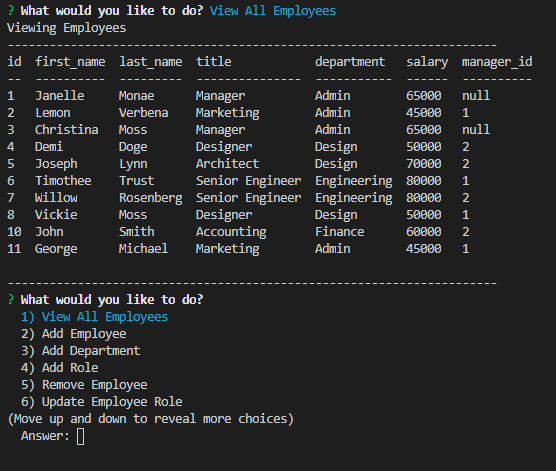 ? What would you like to do? View All Employees
Viewing Employees
----------------------------------------------------------------------
id  first_name  last_name  title            department   salary  manager_id
--  ----------  ---------  ---------------  -----------  ------  ----------
1   Janelle     Monae      Manager          Admin        65000   null
2   Lemon       Verbena    Marketing        Admin        45000   1
3   Christina   Moss       Manager          Admin        65000   null
4   Demi        Doge       Designer         Design       50000   2
5   Joseph      Lynn       Architect        Design       70000   2
6   Timothee    Trust      Senior Engineer  Engineering  80000   1
7   Willow      Rosenberg  Senior Engineer  Engineering  80000   2
8   Vickie      Moss       Designer         Design       50000   1
10  John        Smith      Accounting       Finance      60000   2
11  George      Michael    Marketing        Admin        45000   1
----------------------------------------------------------------------
? What would you like to do?
  1) View All Employees
  2) Add Employee
  3) Add Department
  4) Add Role
  5) Remove Employee
  6) Update Employee Role
(Move up and down to reveal more choices)
  Answer: